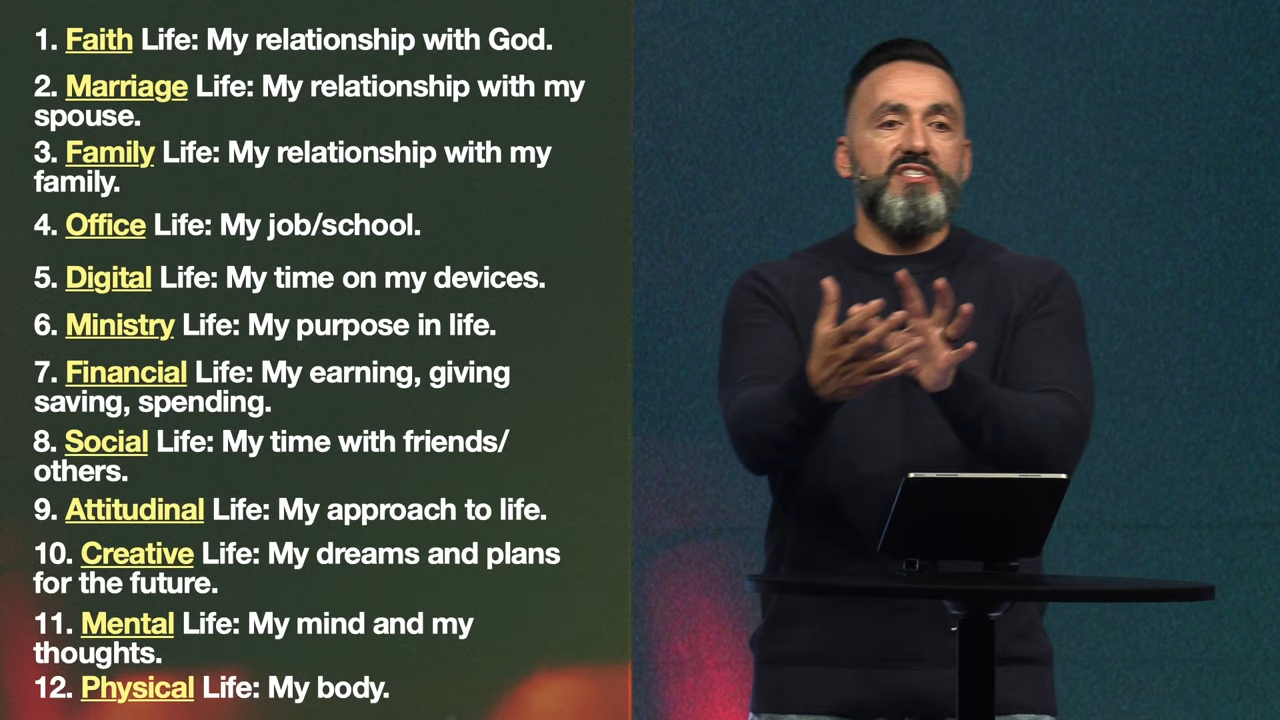 1. Faith Life: My relationship with God.
2. Marriage Life: My relationship with my
spouse.
3. Family Life: My relationship with my
family.
4. Office Life: My job/school.
5. Digital Life: My time on my devices.
6. Ministry Life: My purpose in life.
7. Financial Life: My earning, giving
saving, spending.
8. Social Life: My time with friends/
others.
9. Attitudinal Life: My approach to life.
10. Creative Life: My dreams and plans
for the future.
11. Mental Life: My mind and my
thoughts.
12. Physical Life: My body.